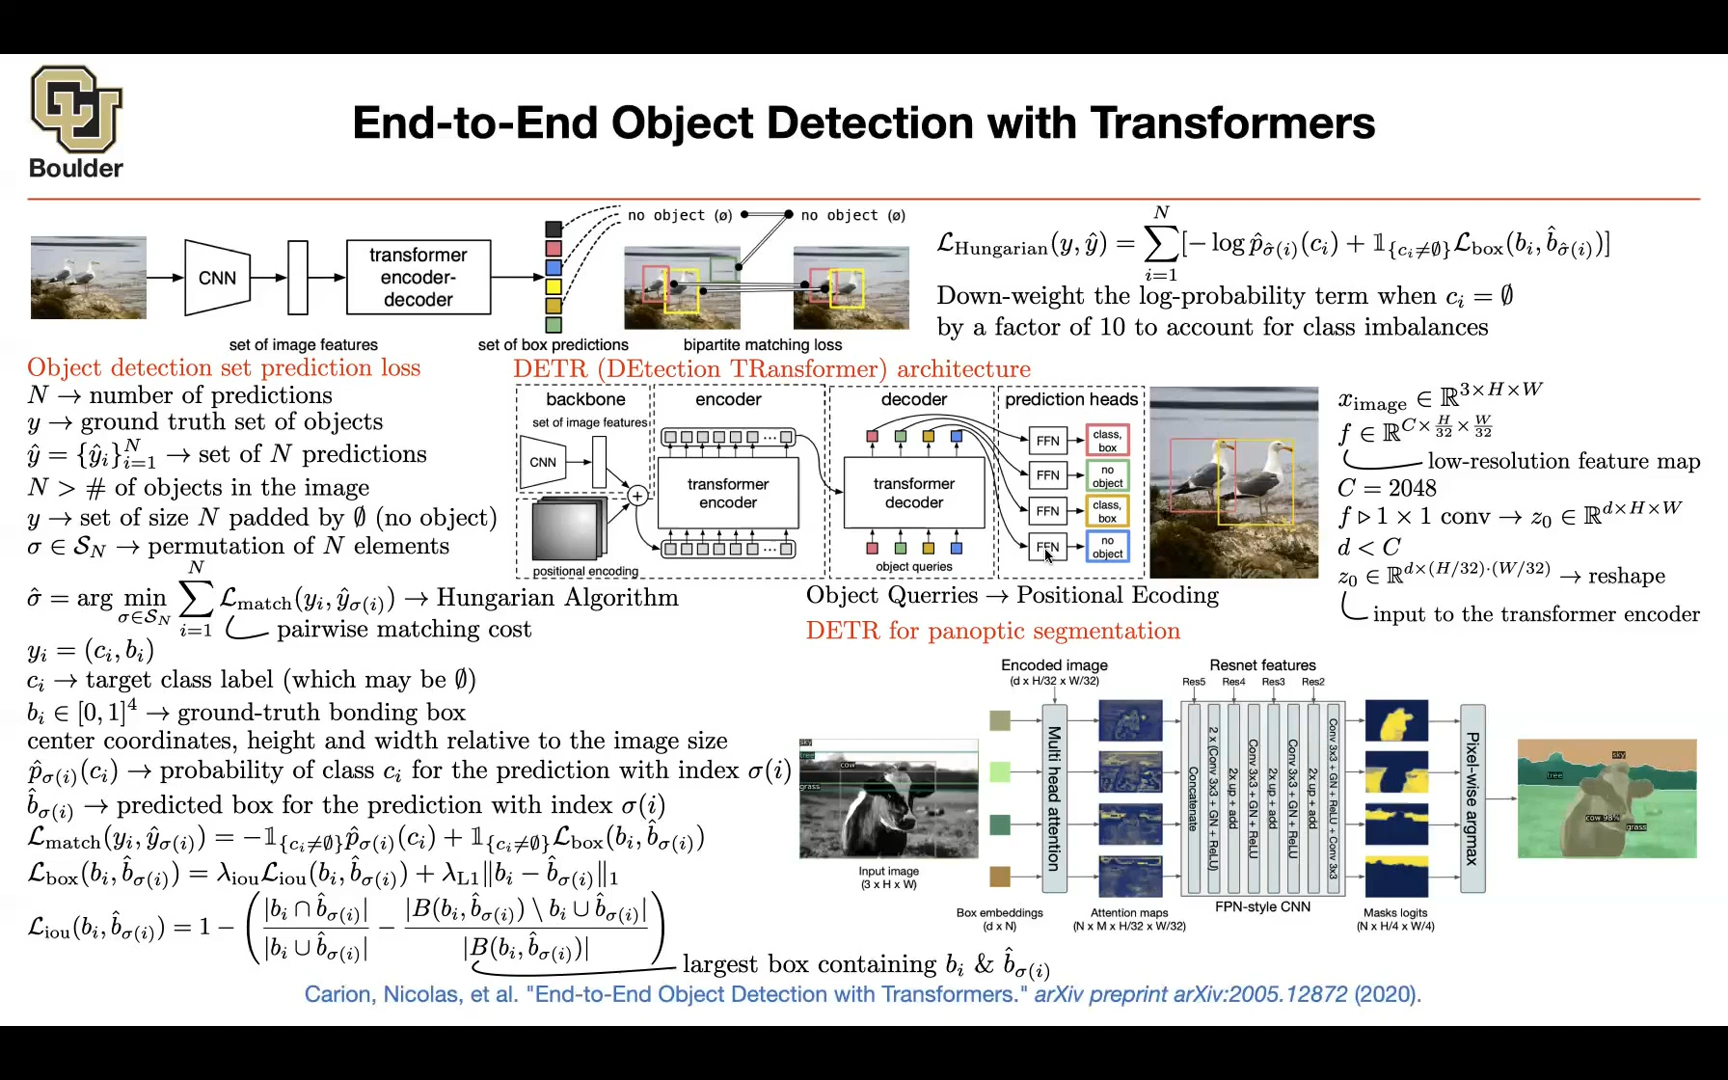 CU
Boulder
End-to-End Object Detection with Transformers
CNN
transformer
encoder-
decoder
no object (ø)
no object (ø)
set of image features
set of box predictions
bipartite matching loss
ℒ_Hungarian(y, ŷ) = ∑_{i=1}^{N} [− log p̂_{σ̂(i)}(c_i) + 𝟙_{{c_i≠∅}} ℒ_box(b_i, b̂_{σ̂(i)})]
Down-weight the log-probability term when c_i = ∅
by a factor of 10 to account for class imbalances
Object detection set prediction loss
N → number of predictions
y → ground truth set of objects
ŷ = {ŷ_i}_{i=1}^{N} → set of N predictions
N > # of objects in the image
y → set of size N padded by ∅ (no object)
σ ∈ 𝒮_N → permutation of N elements
σ̂ = arg min_{σ∈𝒮_N} ∑_{i=1}^{N} ℒ_match(y_i, ŷ_{σ(i)}) → Hungarian Algorithm
pairwise matching cost
y_i = (c_i, b_i)
c_i → target class label (which may be ∅)
b_i ∈ [0, 1]^4 → ground-truth bonding box
center coordinates, height and width relative to the image size
p̂_{σ(i)}(c_i) → probability of class c_i for the prediction with index σ(i)
b̂_{σ(i)} → predicted box for the prediction with index σ(i)
ℒ_match(y_i, ŷ_{σ(i)}) = −𝟙_{{c_i≠∅}} p̂_{σ(i)}(c_i) + 𝟙_{{c_i≠∅}} ℒ_box(b_i, b̂_{σ(i)})
ℒ_box(b_i, b̂_{σ(i)}) = λ_iou ℒ_iou(b_i, b̂_{σ(i)}) + λ_L1 ‖b_i − b̂_{σ(i)}‖_1
ℒ_iou(b_i, b̂_{σ(i)}) = 1 − (|b_i ∩ b̂_{σ(i)}| / |b_i ∪ b̂_{σ(i)}| − |B(b_i, b̂_{σ(i)}) \ b_i ∪ b̂_{σ(i)}| / |B(b_i, b̂_{σ(i)})|)
largest box containing b_i & b̂_{σ(i)}
DETR (DEtection TRansformer) architecture
backbone
set of image features
CNN
+
positional encoding
encoder
...
transformer
encoder
...
decoder
transformer
decoder
object queries
prediction heads
FFN
class,
box
FFN
no
object
FFN
class,
box
FFN
no
object
x_image ∈ ℝ^{3×H×W}
f ∈ ℝ^{C×H/32×W/32}
low-resolution feature map
C = 2048
f ▷ 1 × 1 conv → z_0 ∈ ℝ^{d×H×W}
d < C
z_0 ∈ ℝ^{d×(H/32)·(W/32)} → reshape
input to the transformer encoder
Object Querries → Positional Ecoding
DETR for panoptic segmentation
Encoded image
(d x H/32 x W/32)
Resnet features
Res5
Res4
Res3
Res2
sky
tree
cow
grass
Input image
(3 x H x W)
Box embeddings
(d x N)
Multi head attention
Attention maps
(N x M x H/32 x W/32)
Concatenate
2 x (Conv 3x3 + GN + ReLU)
2x up + add
Conv 3x3 + GN + ReLU
2x up + add
Conv 3x3 + GN + ReLU
2x up + add
Conv 3x3 + GN + ReLU + Conv 3x3
FPN-style CNN
Masks logits
(N x H/4 x W/4)
Pixel-wise argmax
sky
tree
cow 98%
grass
Carion, Nicolas, et al. "End-to-End Object Detection with Transformers." arXiv preprint arXiv:2005.12872 (2020).